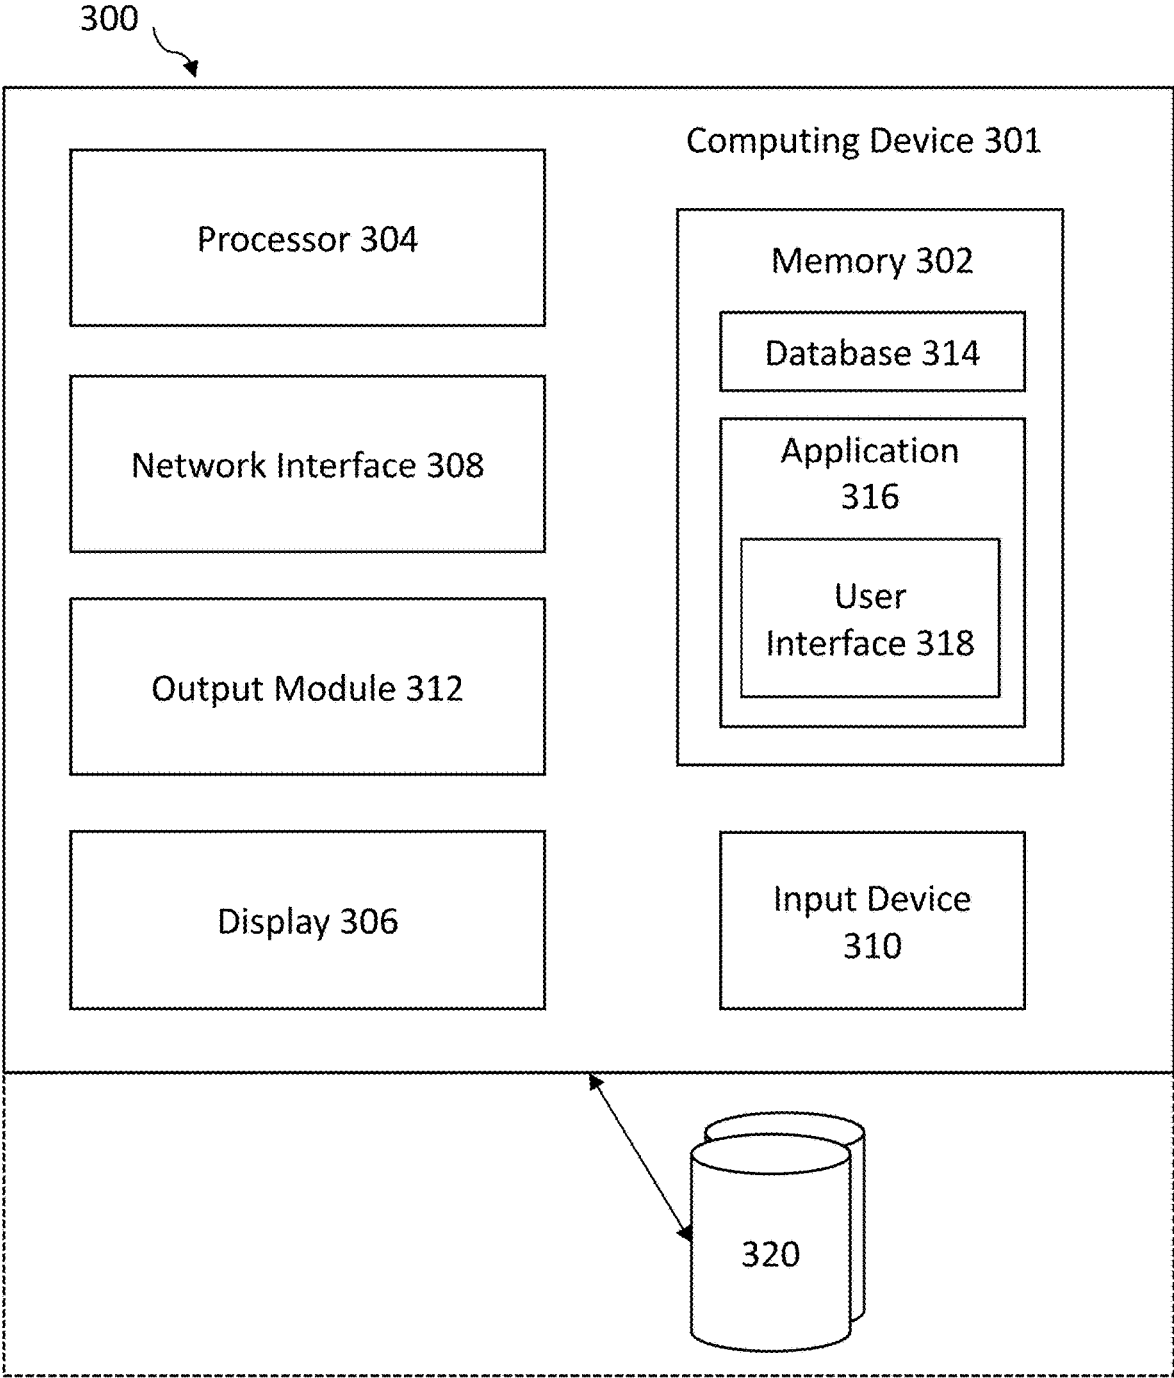 300
Computing Device 301
Processor 304
Memory 302
Database 314
Network Interface 308
Application
316
User
Interface 318
Output Module 312
Display 306
Input Device
310
320